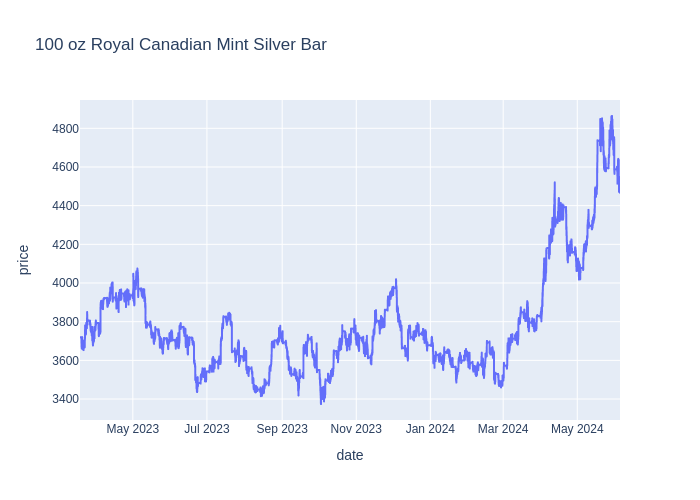 100 oz Royal Canadian Mint Silver Bar
4800
4600
4400
4200
4000
3800
3600
3400
price
May 2023 Jul 2023 Sep 2023 Nov 2023 Jan 2024 Mar 2024 May 2024
date